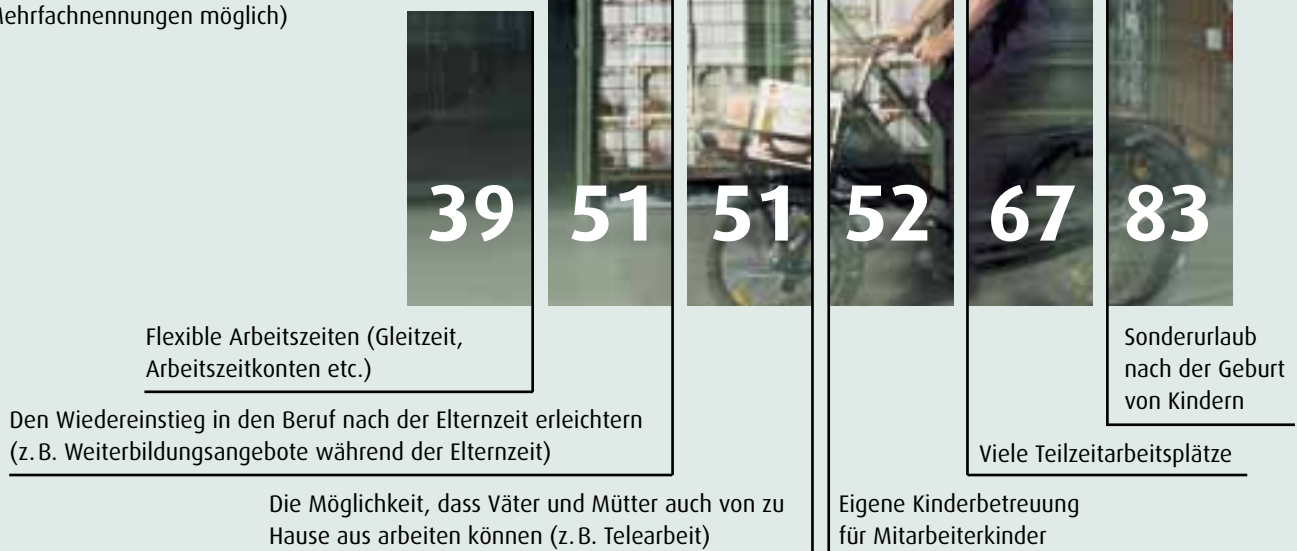 Mehrfachnennungen möglich)
39 51 51 52 67 83
Flexible Arbeitszeiten (Gleitzeit,
Arbeitszeitkonten etc.)
Den Wiedereinstieg in den Beruf nach der Elternzeit erleichtern
(z.B. Weiterbildungsangebote während der Elternzeit)
Die Möglichkeit, dass Väter und Mütter auch von zu
Hause aus arbeiten können (z.B. Telearbeit)
Eigene Kinderbetreuung
für Mitarbeiterkinder
Viele Teilzeitarbeitsplätze
Sonderurlaub
nach der Geburt
von Kindern